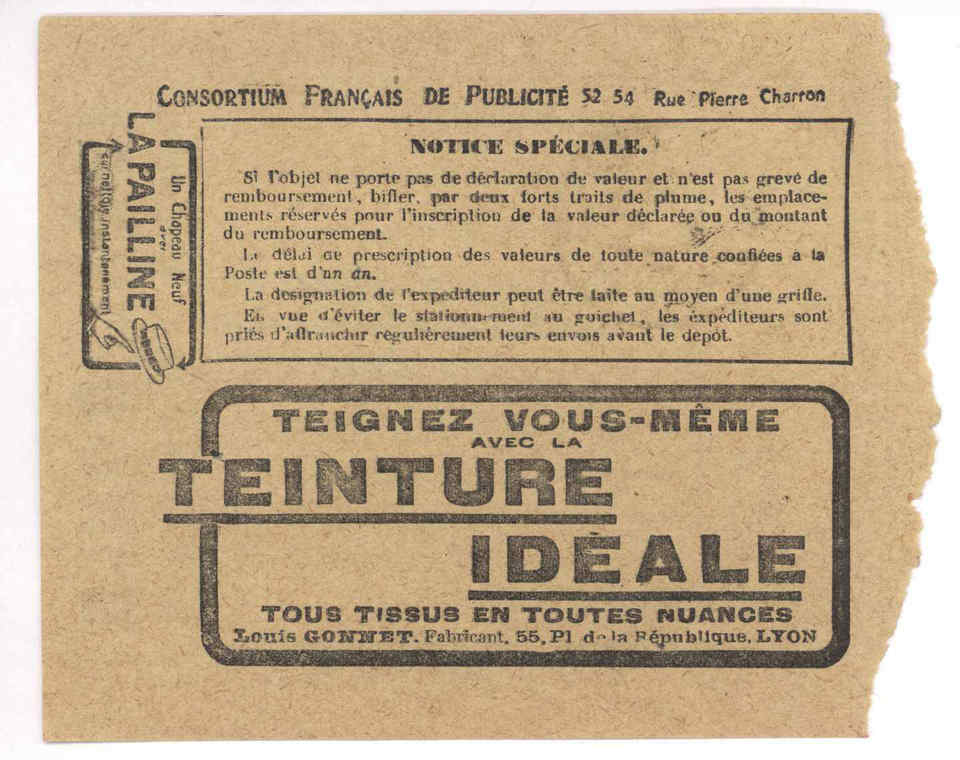 CONSORTIUM FRANÇAIS DE PUBLICITÉ 52 54 Rue Pierre Charron
Un Chapeau Neuf
avec
LA PAILLINE
qui nettoie instantanément
NOTICE SPÉCIALE.
Si l'objet ne porte pas de déclaration de valeur et n'est pas grevé de
remboursement, biffer, par deux forts traits de plume, les emplace-
ments réservés pour l'inscription de la valeur déclarée ou du montant
du remboursement.
Le délai de prescription des valeurs de toute nature confiées à la
Poste est d'un an.
La designation de l'expediteur peut être faite au moyen d'une griffe.
En vue d'éviter le stationnement au guichet, les expéditeurs sont
priés d'affranchir regulièrement leurs envois avant le depôt.
TEIGNEZ VOUS-MÊME
AVEC LA
TEINTURE
IDÉALE
TOUS TISSUS EN TOUTES NUANCES
Louis GONNET. Fabricant, 55, Pl de la République, LYON